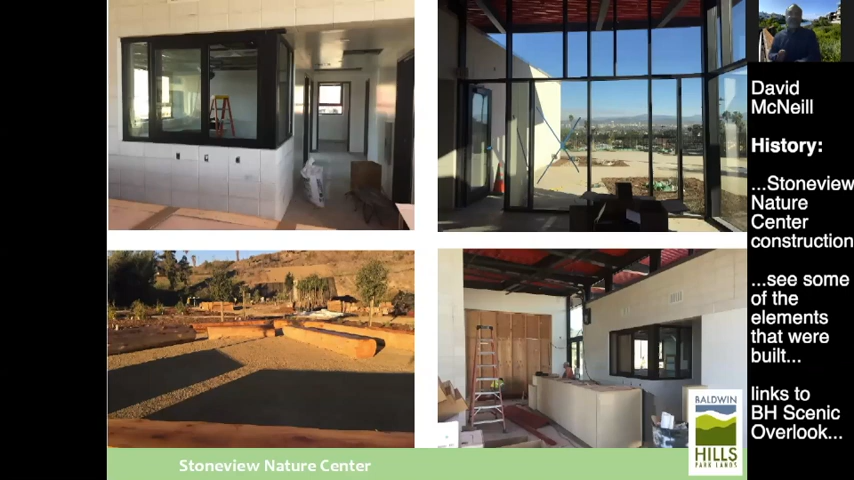 David
McNeill
History:
...Stoneview
Nature
Center
construction
...see some
of the
elements
that were
built...
links to
BH Scenic
Overlook...
BALDWIN
HILLS
PARK LANDS
Stoneview Nature Center